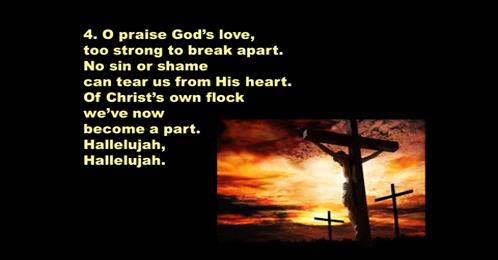 4. O praise God’s love,
too strong to break apart.
No sin or shame
can tear us from His heart.
Of Christ’s own flock
we’ve now
become a part.
Hallelujah,
Hallelujah.